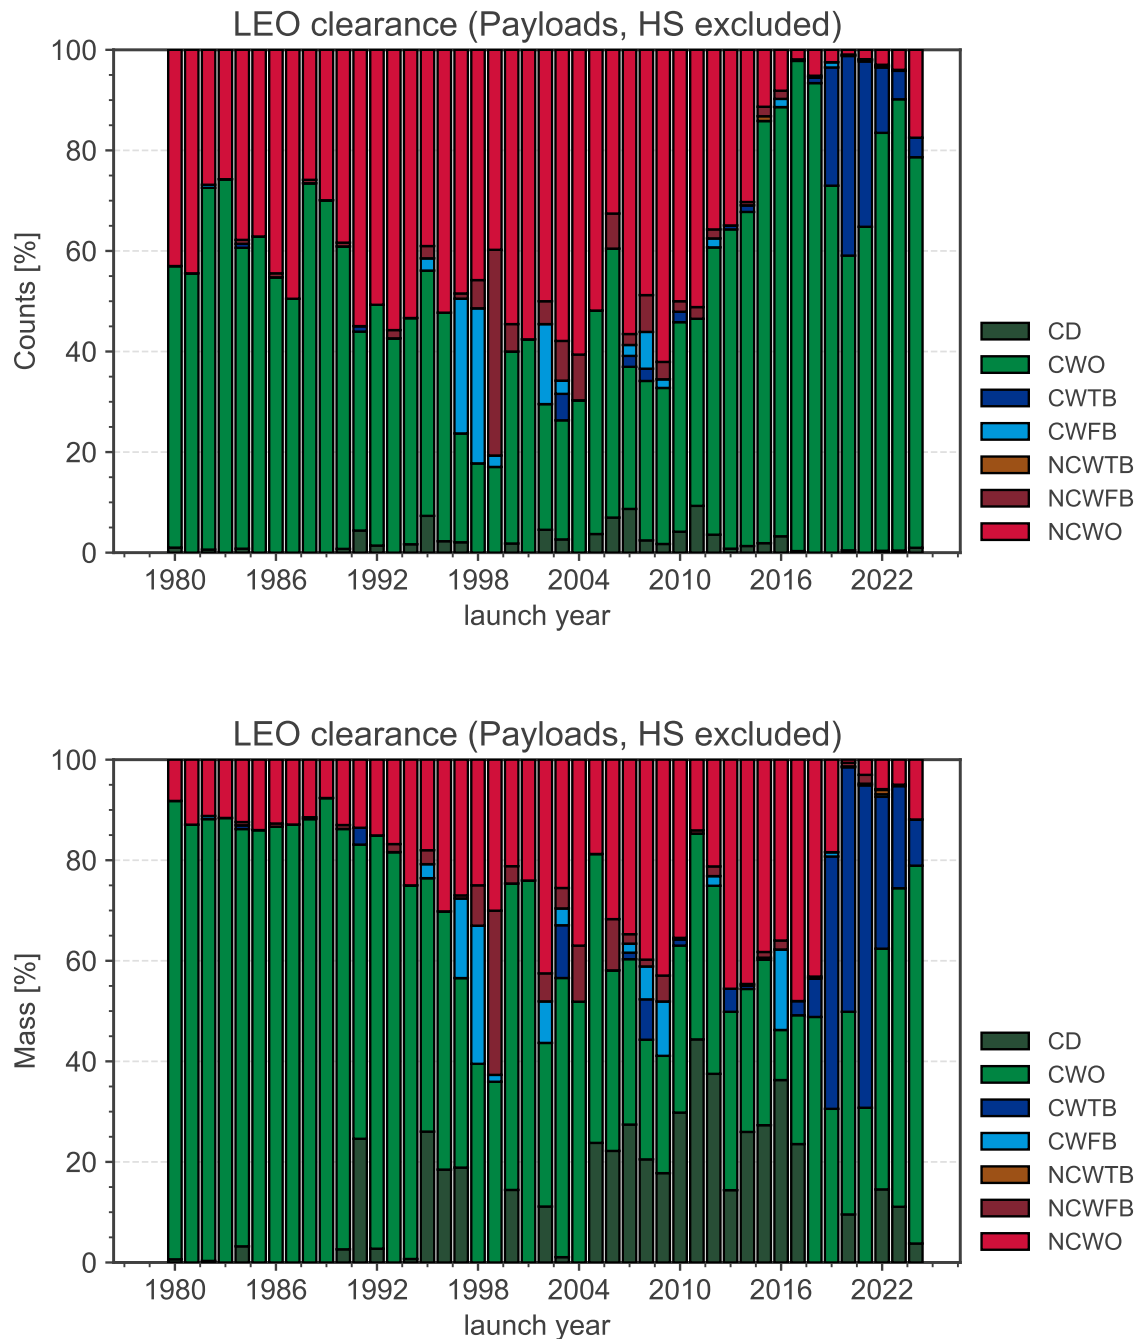 LEO clearance (Payloads, HS excluded)
100
80
60
40
20
0
Counts [%]
1980 1986 1992 1998 2004 2010 2016 2022
launch year
CD
CWO
CWTB
CWFB
NCWTB
NCWFB
NCWO
LEO clearance (Payloads, HS excluded)
100
80
60
40
20
0
Mass [%]
1980 1986 1992 1998 2004 2010 2016 2022
launch year
CD
CWO
CWTB
CWFB
NCWTB
NCWFB
NCWO